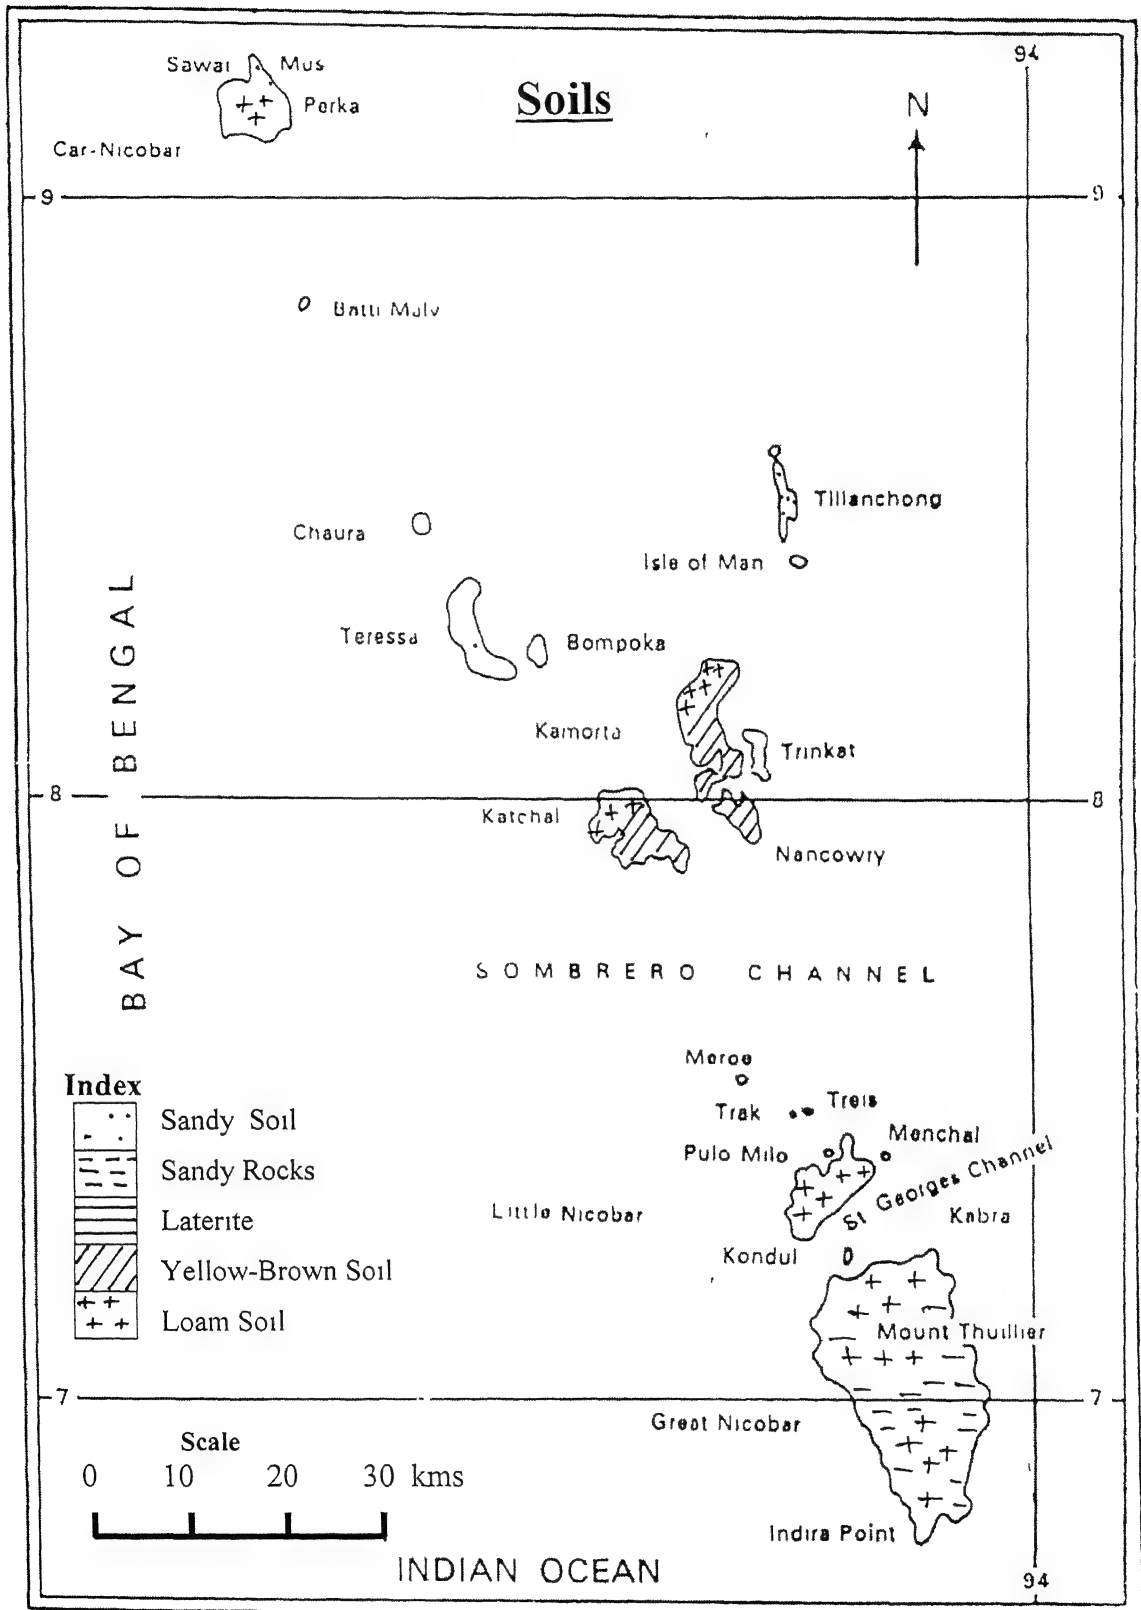 94
Sawai Mus
Soils
N
Perka
Car-Nicobar
9 9
Batti Malv
Tillanchong
Chaura
Isle of Man
BAY OF BENGAL
Teressa
Bompoka
Kamorta
Trinkat
8 8
Katchal
Nancowry
SOMBRERO CHANNEL
Meroe
Index
Trak Treis
Sandy Soil
Menchal
Pulo Milo
Sandy Rocks
St Georges Channel
Little Nicobar
Kabra
Laterite
Kondul
Yellow-Brown Soil
Loam Soil
Mount Thuillier
7 7
Great Nicobar
Scale
0 10 20 30 kms
Indira Point
INDIAN OCEAN
94